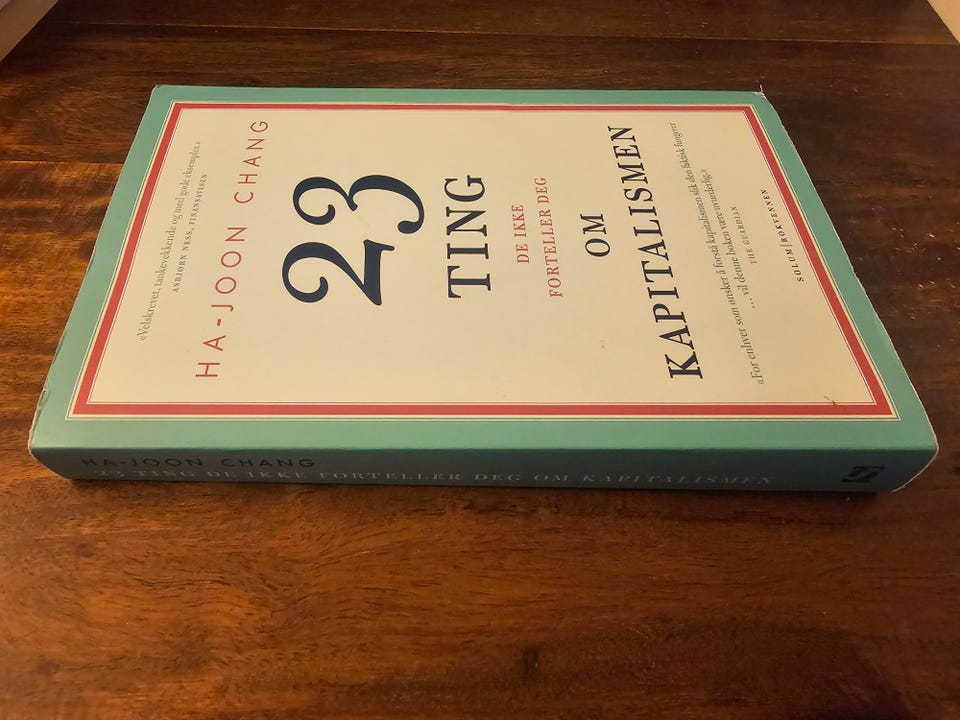 «Velskrevet, tankevekkende og med gode eksempler.»
ASBJØRN NESS, FINANSAVISEN
HA-JOON CHANG
23
TING
DE IKKE
FORTELLER DEG
OM
KAPITALISMEN
«For enhver som ønsker å forstå kapitalismen slik den faktisk fungerer
… vil denne boken være uvurderlig.»
THE GUARDIAN
SOLUM|BOKVENNEN
HA-JOON CHANG
23 TING DE IKKE FORTELLER DEG OM KAPITALISMEN